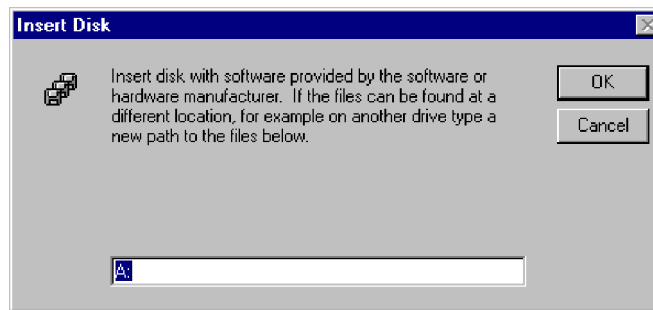 Insert Disk
Insert disk with software provided by the software or
hardware manufacturer. If the files can be found at a
different location, for example on another drive type a
new path to the files below.
OK
Cancel
A: